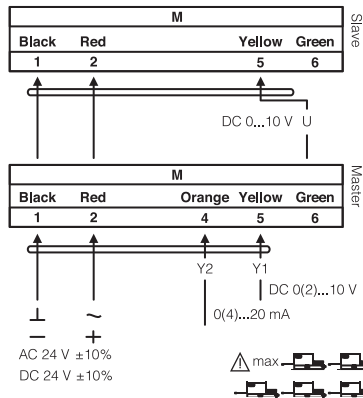 M
Black Red Yellow Green
1 2 5 6
Slave
DC 0...10 V U
M
Black Red Orange Yellow Green
1 2 4 5 6
Master
Y2 Y1
DC 0(2)...10 V
0(4)...20 mA
⊥ ~
− +
AC 24 V ±10%
DC 24 V ±10%
max